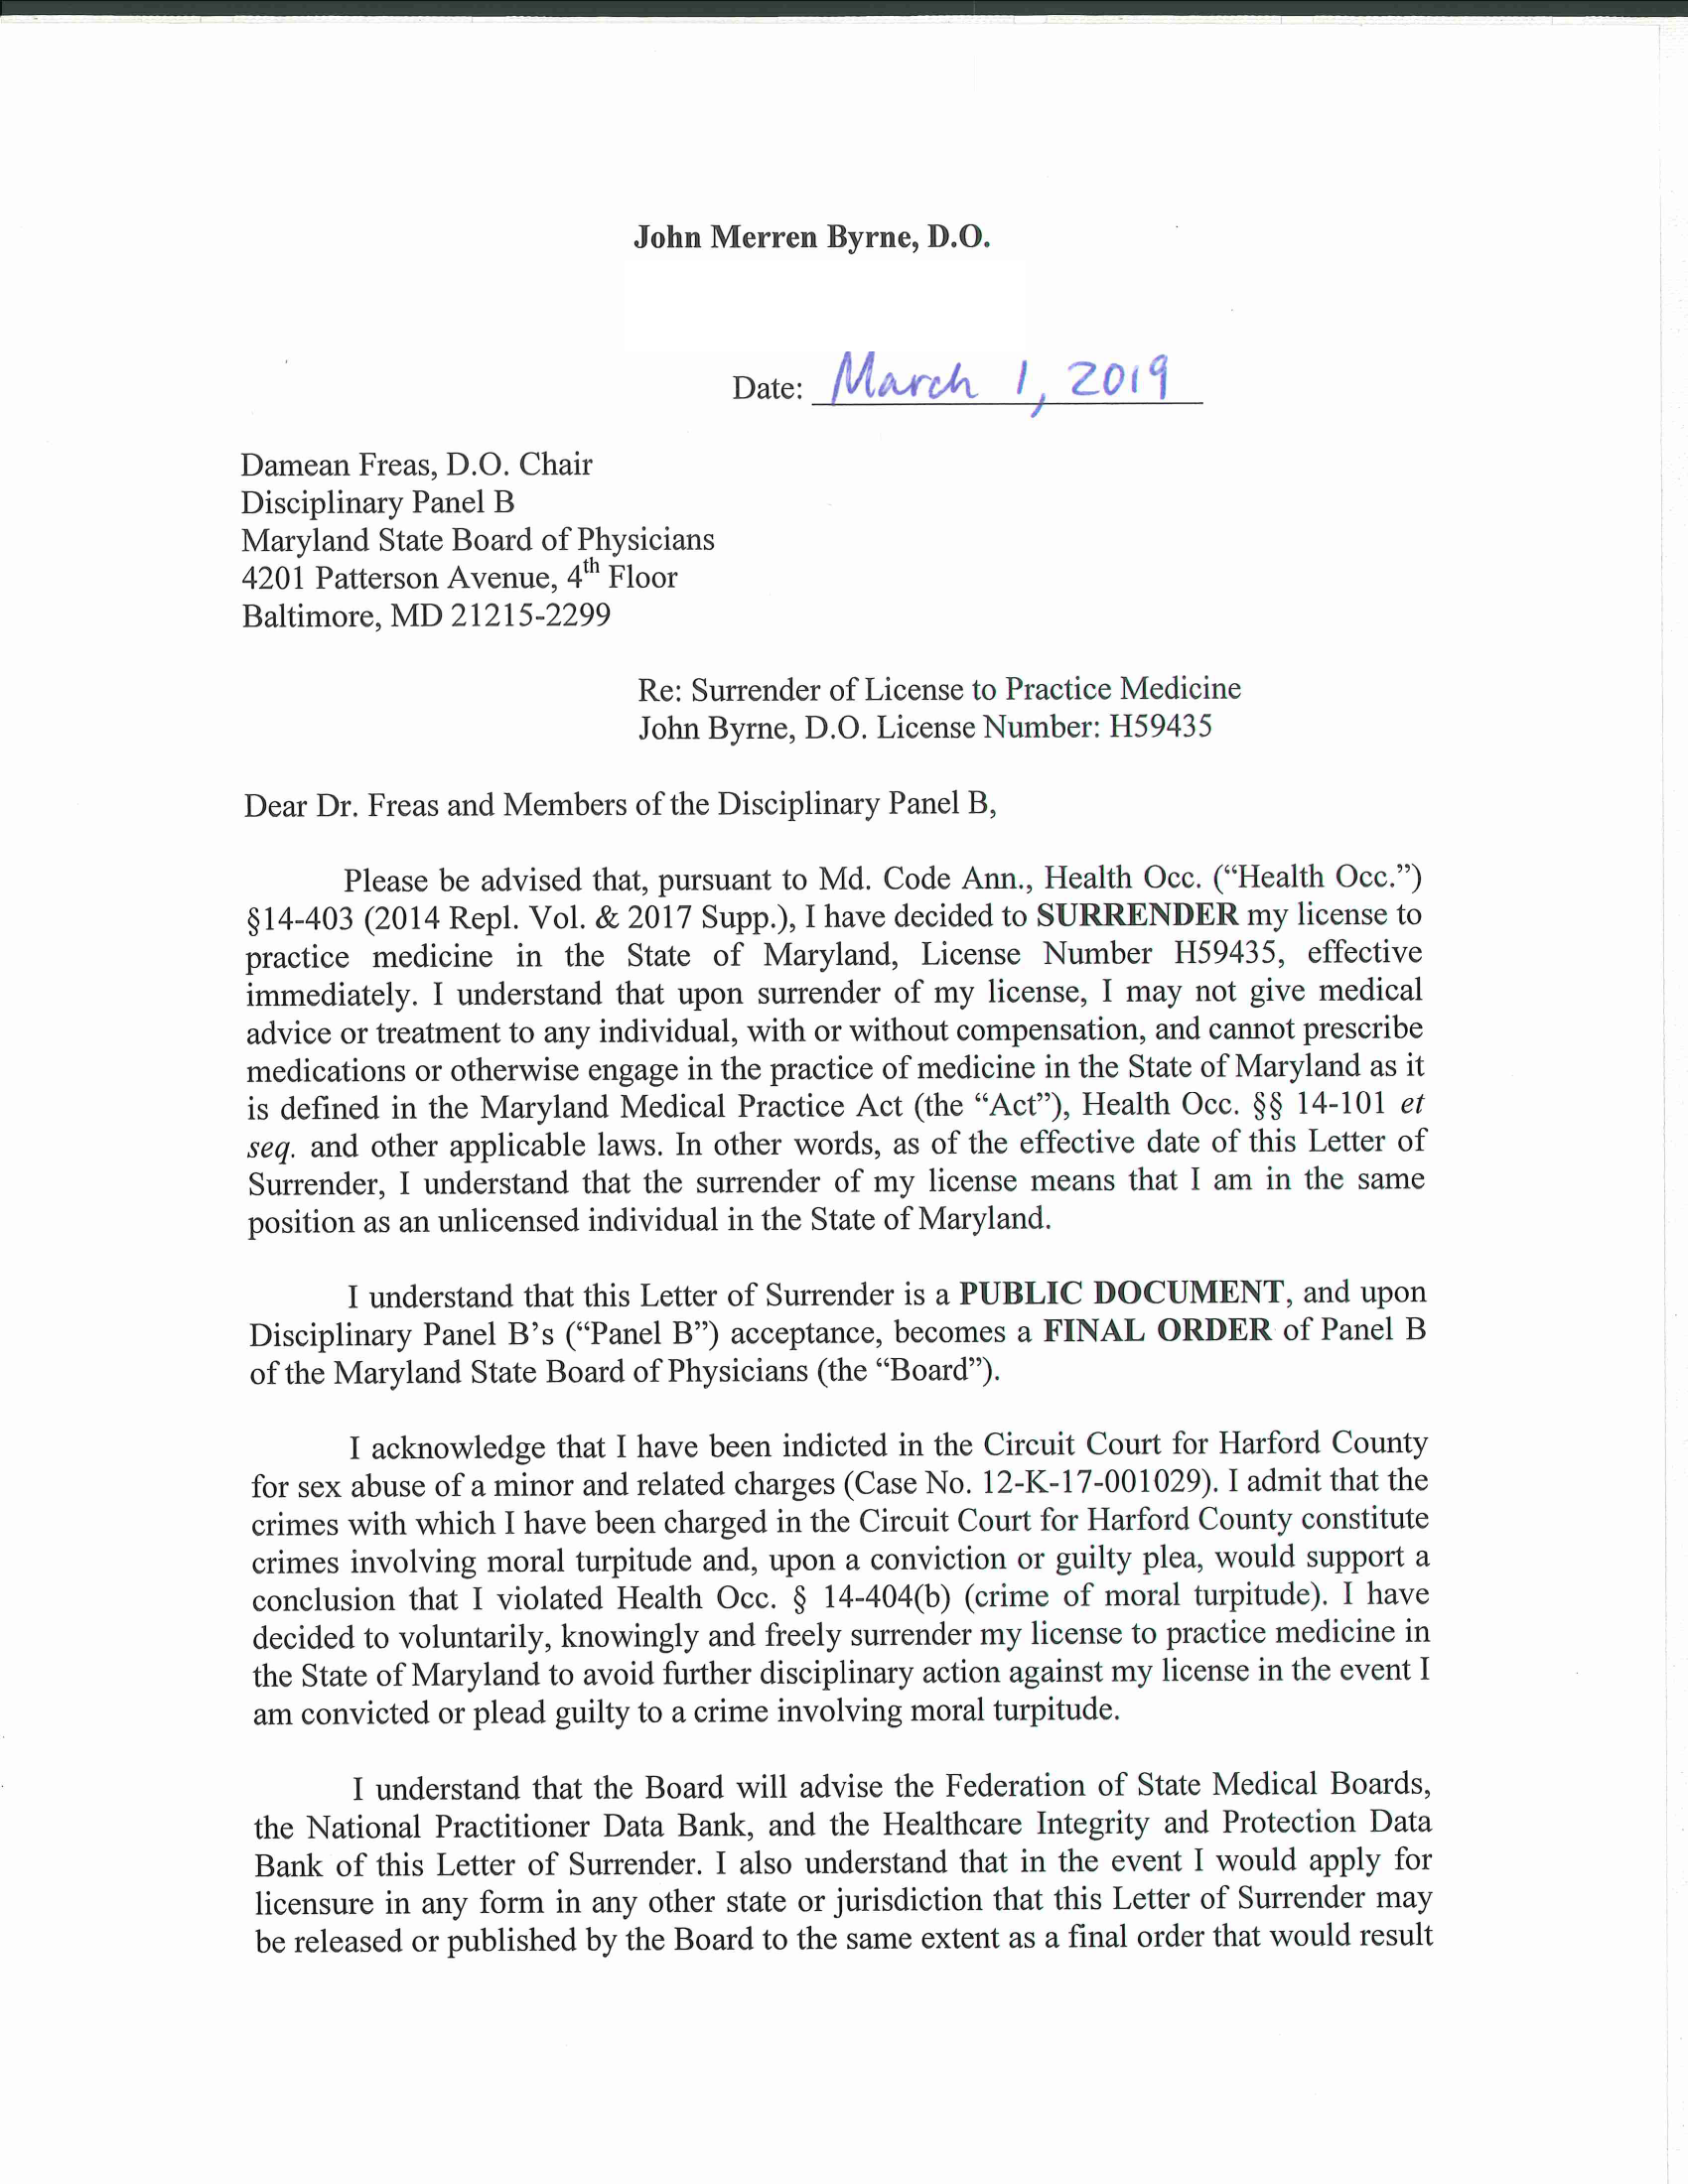 John Merren Byrne, D.O.
Date: March 1, 2019
Damean Freas, D.O. Chair
Disciplinary Panel B
Maryland State Board of Physicians
4201 Patterson Avenue, 4th Floor
Baltimore, MD 21215-2299
Re: Surrender of License to Practice Medicine
John Byrne, D.O. License Number: H59435
Dear Dr. Freas and Members of the Disciplinary Panel B,
Please be advised that, pursuant to Md. Code Ann., Health Occ. (“Health Occ.”)
§14-403 (2014 Repl. Vol. & 2017 Supp.), I have decided to SURRENDER my license to
practice medicine in the State of Maryland, License Number H59435, effective
immediately. I understand that upon surrender of my license, I may not give medical
advice or treatment to any individual, with or without compensation, and cannot prescribe
medications or otherwise engage in the practice of medicine in the State of Maryland as it
is defined in the Maryland Medical Practice Act (the “Act”), Health Occ. §§ 14-101 et
seq. and other applicable laws. In other words, as of the effective date of this Letter of
Surrender, I understand that the surrender of my license means that I am in the same
position as an unlicensed individual in the State of Maryland.
I understand that this Letter of Surrender is a PUBLIC DOCUMENT, and upon
Disciplinary Panel B’s (“Panel B”) acceptance, becomes a FINAL ORDER of Panel B
of the Maryland State Board of Physicians (the “Board”).
I acknowledge that I have been indicted in the Circuit Court for Harford County
for sex abuse of a minor and related charges (Case No. 12-K-17-001029). I admit that the
crimes with which I have been charged in the Circuit Court for Harford County constitute
crimes involving moral turpitude and, upon a conviction or guilty plea, would support a
conclusion that I violated Health Occ. § 14-404(b) (crime of moral turpitude). I have
decided to voluntarily, knowingly and freely surrender my license to practice medicine in
the State of Maryland to avoid further disciplinary action against my license in the event I
am convicted or plead guilty to a crime involving moral turpitude.
I understand that the Board will advise the Federation of State Medical Boards,
the National Practitioner Data Bank, and the Healthcare Integrity and Protection Data
Bank of this Letter of Surrender. I also understand that in the event I would apply for
licensure in any form in any other state or jurisdiction that this Letter of Surrender may
be released or published by the Board to the same extent as a final order that would result